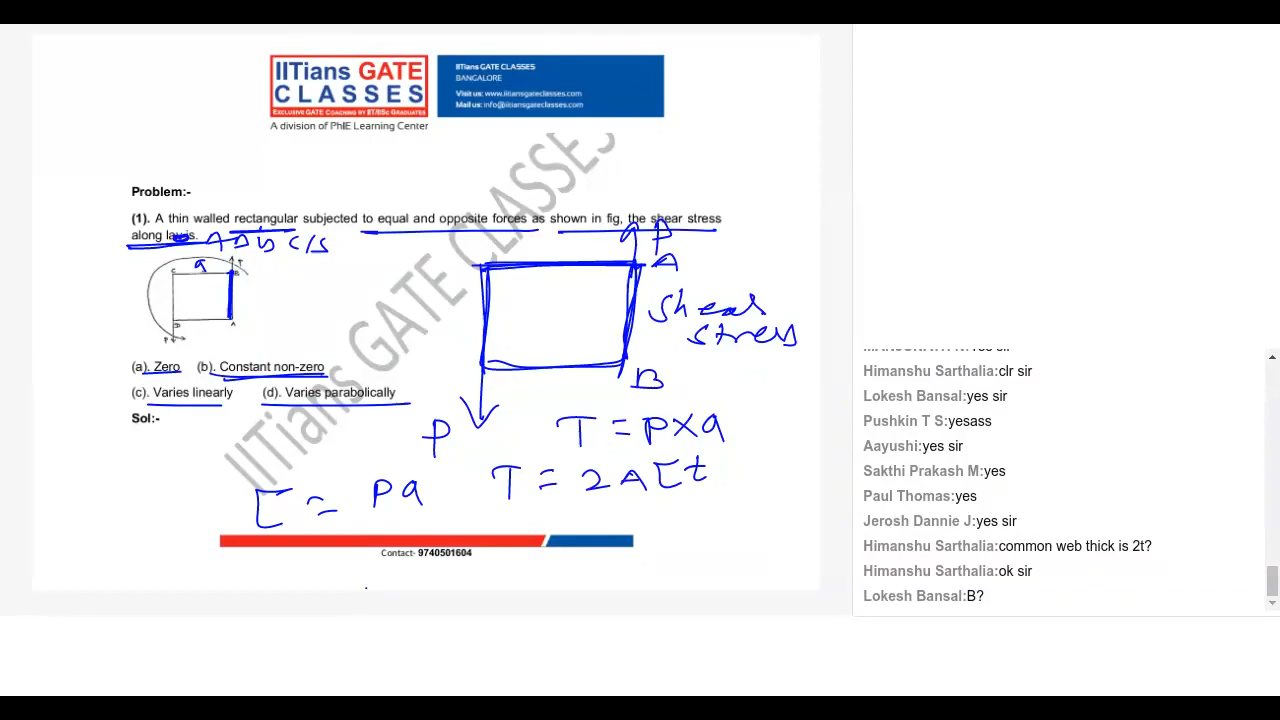 IITians GATE
CLASSES
EXCLUSIVE GATE COACHING BY IIT/IISc GRADUATES
A division of PhIE Learning Center
IITians GATE CLASSES
BANGALORE
Visit us: www.iitiansgateclasses.com
Mail us: info@iitiansgateclasses.com
IITians GATE CLASSES
Problem:-
(1). A thin walled rectangular subjected to equal and opposite forces as shown in fig, the shear stress
along is.
a
C
B
A
P
P
A
Shear
stress
B
P
(a). Zero (b). Constant non-zero
(c). Varies linearly (d). Varies parabolically
Sol:-
T = P x a
T = 2A τ t
τ = Pa
Contact- 9740501604
Himanshu Sarthalia:clr sir
Lokesh Bansal:yes sir
Pushkin T S:yesass
Aayushi:yes sir
Sakthi Prakash M:yes
Paul Thomas:yes
Jerosh Dannie J:yes sir
Himanshu Sarthalia:common web thick is 2t?
Himanshu Sarthalia:ok sir
Lokesh Bansal:B?